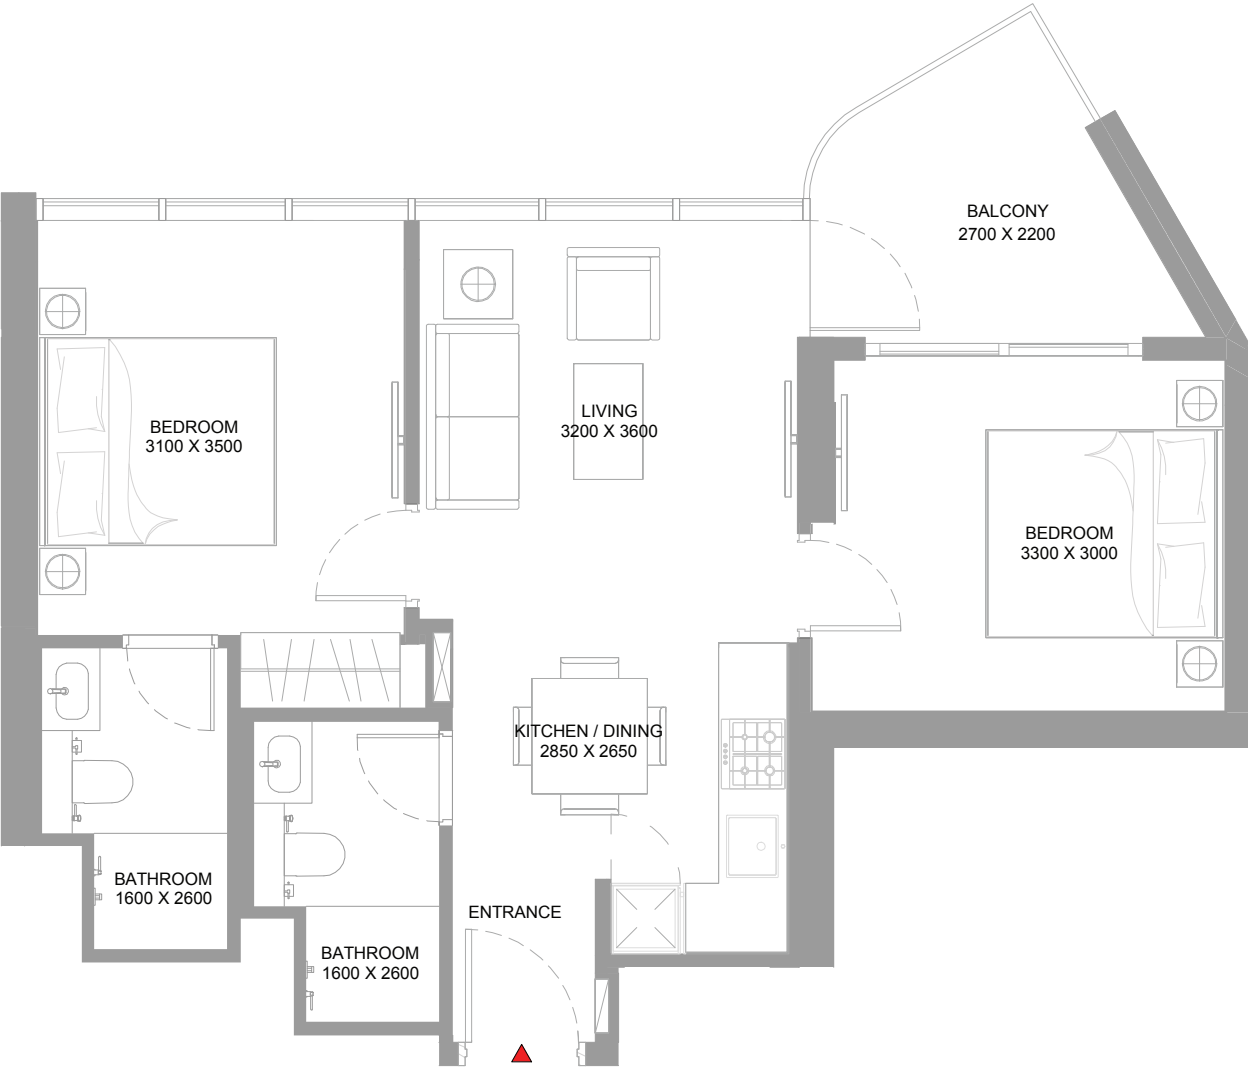 BALCONY
2700 X 2200
LIVING
3200 X 3600
BEDROOM
3100 X 3500
BEDROOM
3300 X 3000
KITCHEN / DINING
2850 X 2650
BATHROOM
1600 X 2600
ENTRANCE
BATHROOM
1600 X 2600